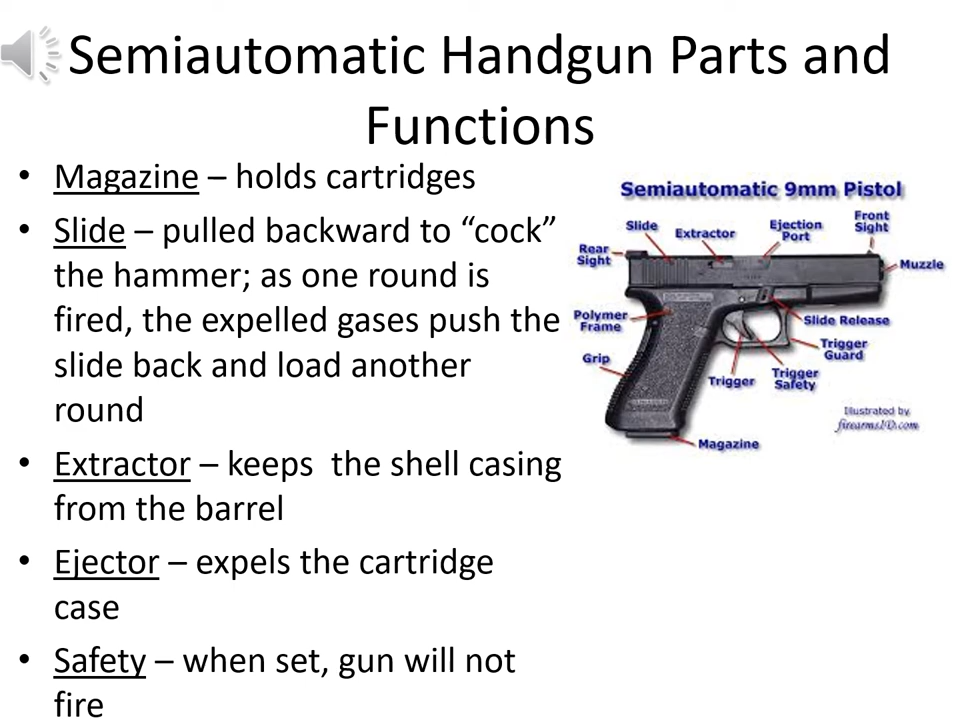 Semiautomatic Handgun Parts and
Functions
• Magazine – holds cartridges
• Slide – pulled backward to “cock”
the hammer; as one round is
fired, the expelled gases push the
slide back and load another
round
• Extractor – keeps  the shell casing
from the barrel
• Ejector – expels the cartridge
case
• Safety – when set, gun will not
fire
Semiautomatic 9mm Pistol
Slide
Extractor
Ejection
Port
Front
Sight
Rear
Sight
Muzzle
Polymer
Frame
Slide Release
Grip
Trigger
Guard
Trigger
Trigger
Safety
Magazine
Illustrated by
firearmsID.com